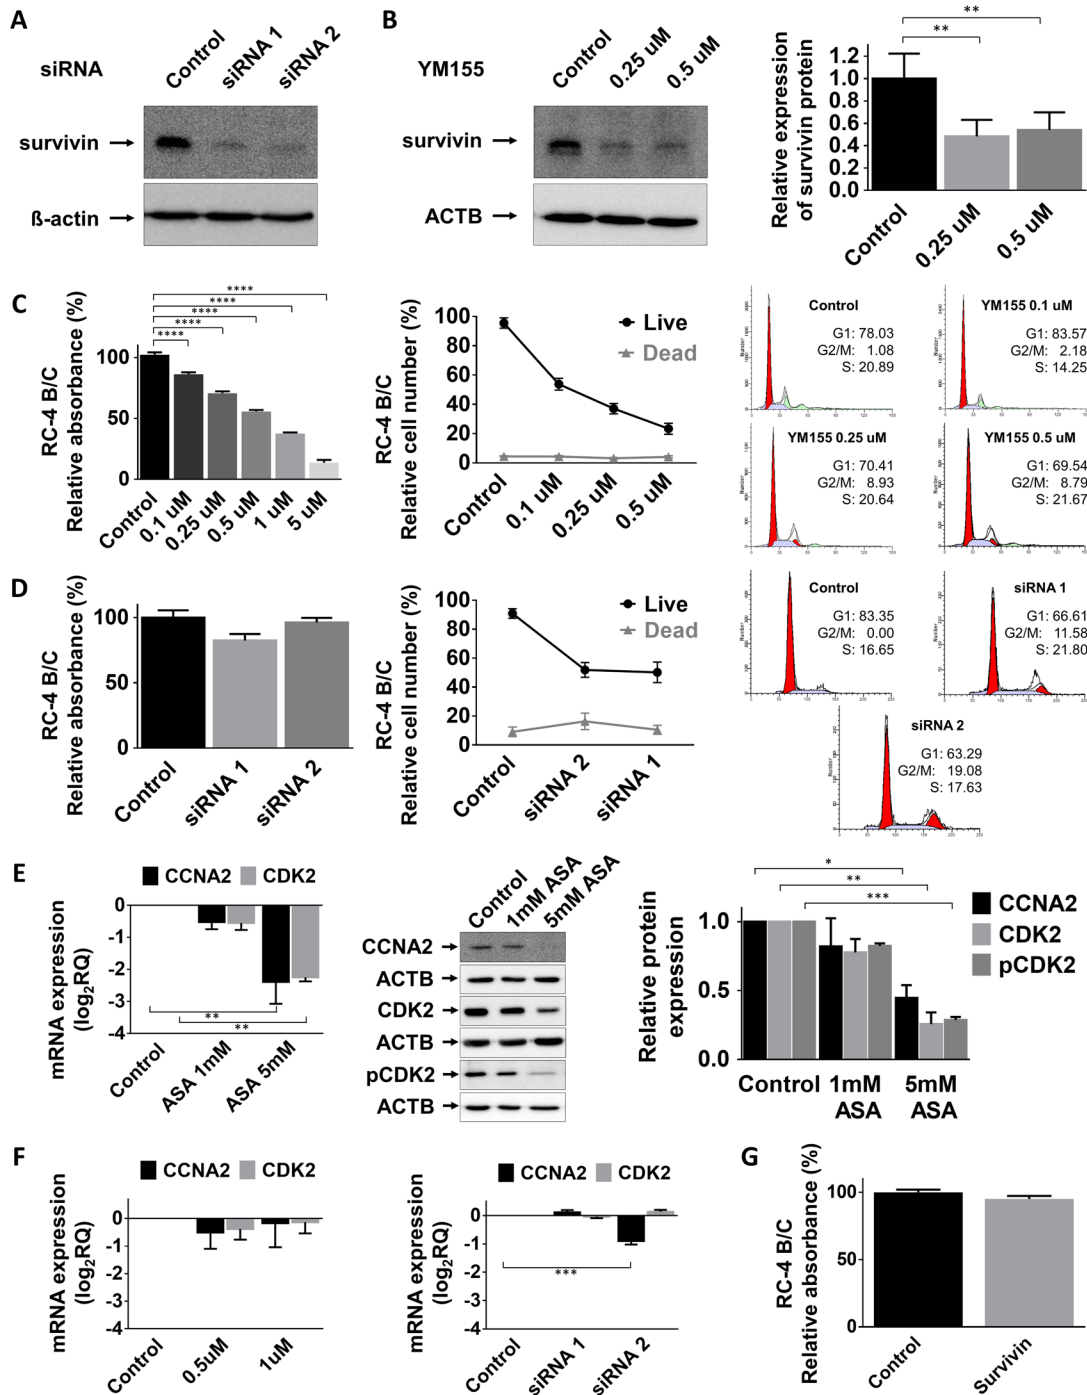 A
siRNA
Control
siRNA 1
siRNA 2
survivin
ß-actin
B
YM155
Control
0.25 uM
0.5 uM
survivin
ACTB
Relative expression
of survivin protein
**
**
1.2
1.0
0.8
0.6
0.4
0.2
0.0
Control
0.25 uM
0.5 uM
C
RC-4 B/C
Relative absorbance (%)
****
****
****
****
****
100
50
0
Control
0.1 uM
0.25 uM
0.5 uM
1 uM
5 uM
RC-4 B/C
Relative cell number (%)
100
80
60
40
20
0
Live
Dead
Control
0.1 uM
0.25 uM
0.5 uM
Control
G1: 78.03
G2/M: 1.08
S: 20.89
YM155 0.1 uM
G1: 83.57
G2/M: 2.18
S: 14.25
YM155 0.25 uM
G1: 70.41
G2/M: 8.93
S: 20.64
YM155 0.5 uM
G1: 69.54
G2/M: 8.79
S: 21.67
D
RC-4 B/C
Relative absorbance (%)
100
50
0
Control
siRNA 1
siRNA 2
RC-4 B/C
Relative cell number (%)
100
80
60
40
20
0
Live
Dead
Control
siRNA 2
siRNA 1
Control
G1: 83.35
G2/M: 0.00
S: 16.65
siRNA 1
G1: 66.61
G2/M: 11.58
S: 21.80
siRNA 2
G1: 63.29
G2/M: 19.08
S: 17.63
E
CCNA2 CDK2
mRNA expression
(log2RQ)
0
-1
-2
-3
-4
**
**
Control
ASA 1mM
ASA 5mM
Control
1mM ASA
5mM ASA
CCNA2
ACTB
CDK2
ACTB
pCDK2
ACTB
Relative protein
expression
*
**
***
CCNA2
CDK2
pCDK2
1.0
0.5
0.0
Control 1mM 5mM
ASA ASA
F
CCNA2 CDK2
mRNA expression
(log2RQ)
0
-1
-2
-3
-4
Control
0.5uM
1uM
CCNA2 CDK2
mRNA expression
(log2RQ)
0
-1
-2
-3
-4
***
Control
siRNA 1
siRNA 2
G
RC-4 B/C
Relative absorbance (%)
100
50
0
Control
Survivin